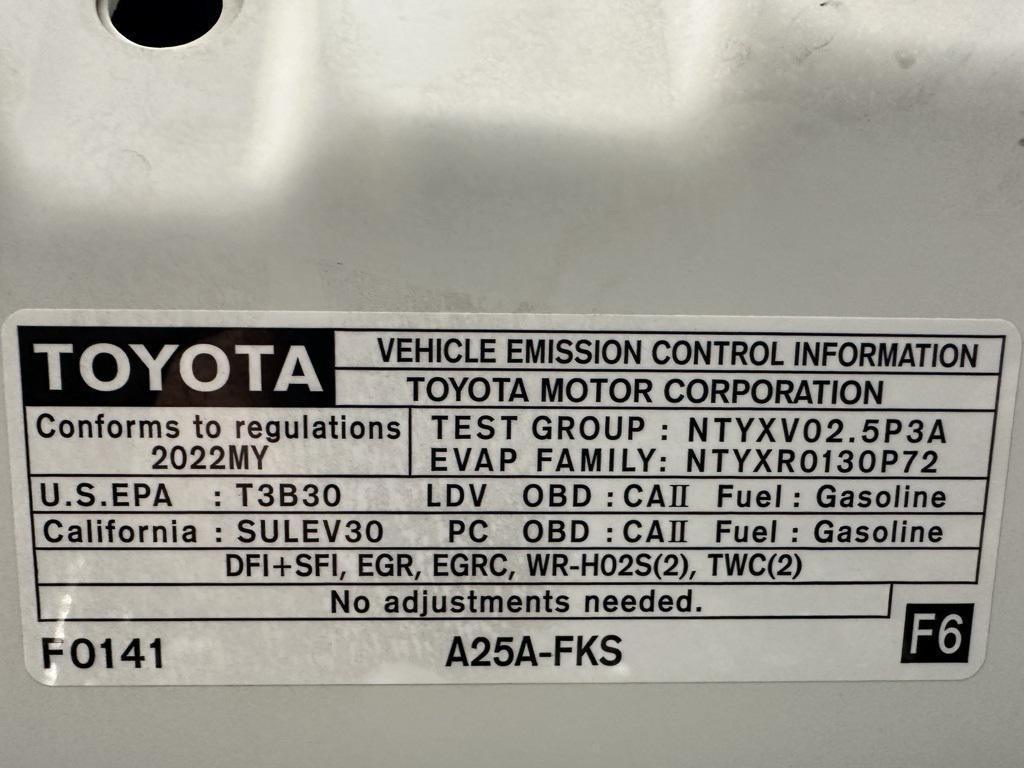 TOYOTA
VEHICLE EMISSION CONTROL INFORMATION
TOYOTA MOTOR CORPORATION
Conforms to regulations
2022MY
TEST GROUP : NTYXV02.5P3A
EVAP FAMILY: NTYXR0130P72
U.S.EPA : T3B30 LDV OBD : CAⅡ Fuel : Gasoline
California : SULEV30 PC OBD : CAⅡ Fuel : Gasoline
DFI+SFI, EGR, EGRC, WR-HO2S(2), TWC(2)
No adjustments needed.
F0141 A25A-FKS F6